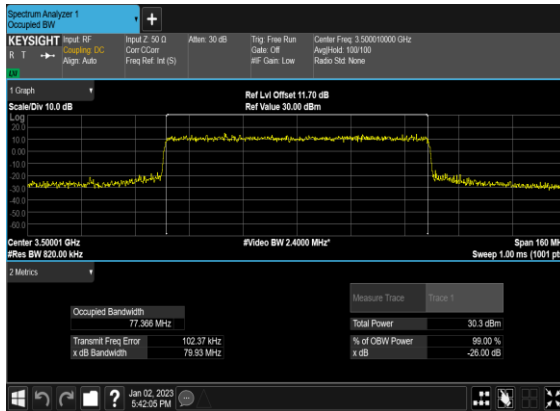 Spectrum Analyzer 1
Occupied BW
+
KEYSIGHT Input: RF Input Z: 50 Ω Atten: 30 dB Trig: Free Run Center Freq: 3.500010000 GHz
R T Coupling: DC Corr CCorr Gate: Off Avg|Hold: 100/100
Align: Auto Freq Ref: Int (S) #IF Gain: Low Radio Std: None
LXI
1 Graph
Ref Lvl Offset 11.70 dB
Scale/Div 10.0 dB Ref Value 30.00 dBm
Log
20.0
10.0
0.00
-10.0
-20.0
-30.0
-40.0
-50.0
-60.0
Center 3.50001 GHz #Video BW 2.4000 MHz* Span 160 MH
#Res BW 820.00 kHz Sweep 1.00 ms (1001 pt
2 Metrics
Measure Trace Trace 1
Occupied Bandwidth
77.366 MHz Total Power 30.3 dBm
Transmit Freq Error 102.37 kHz % of OBW Power 99.00 %
x dB Bandwidth 79.93 MHz x dB -26.00 dB
?
Jan 02, 2023
5:42:05 PM